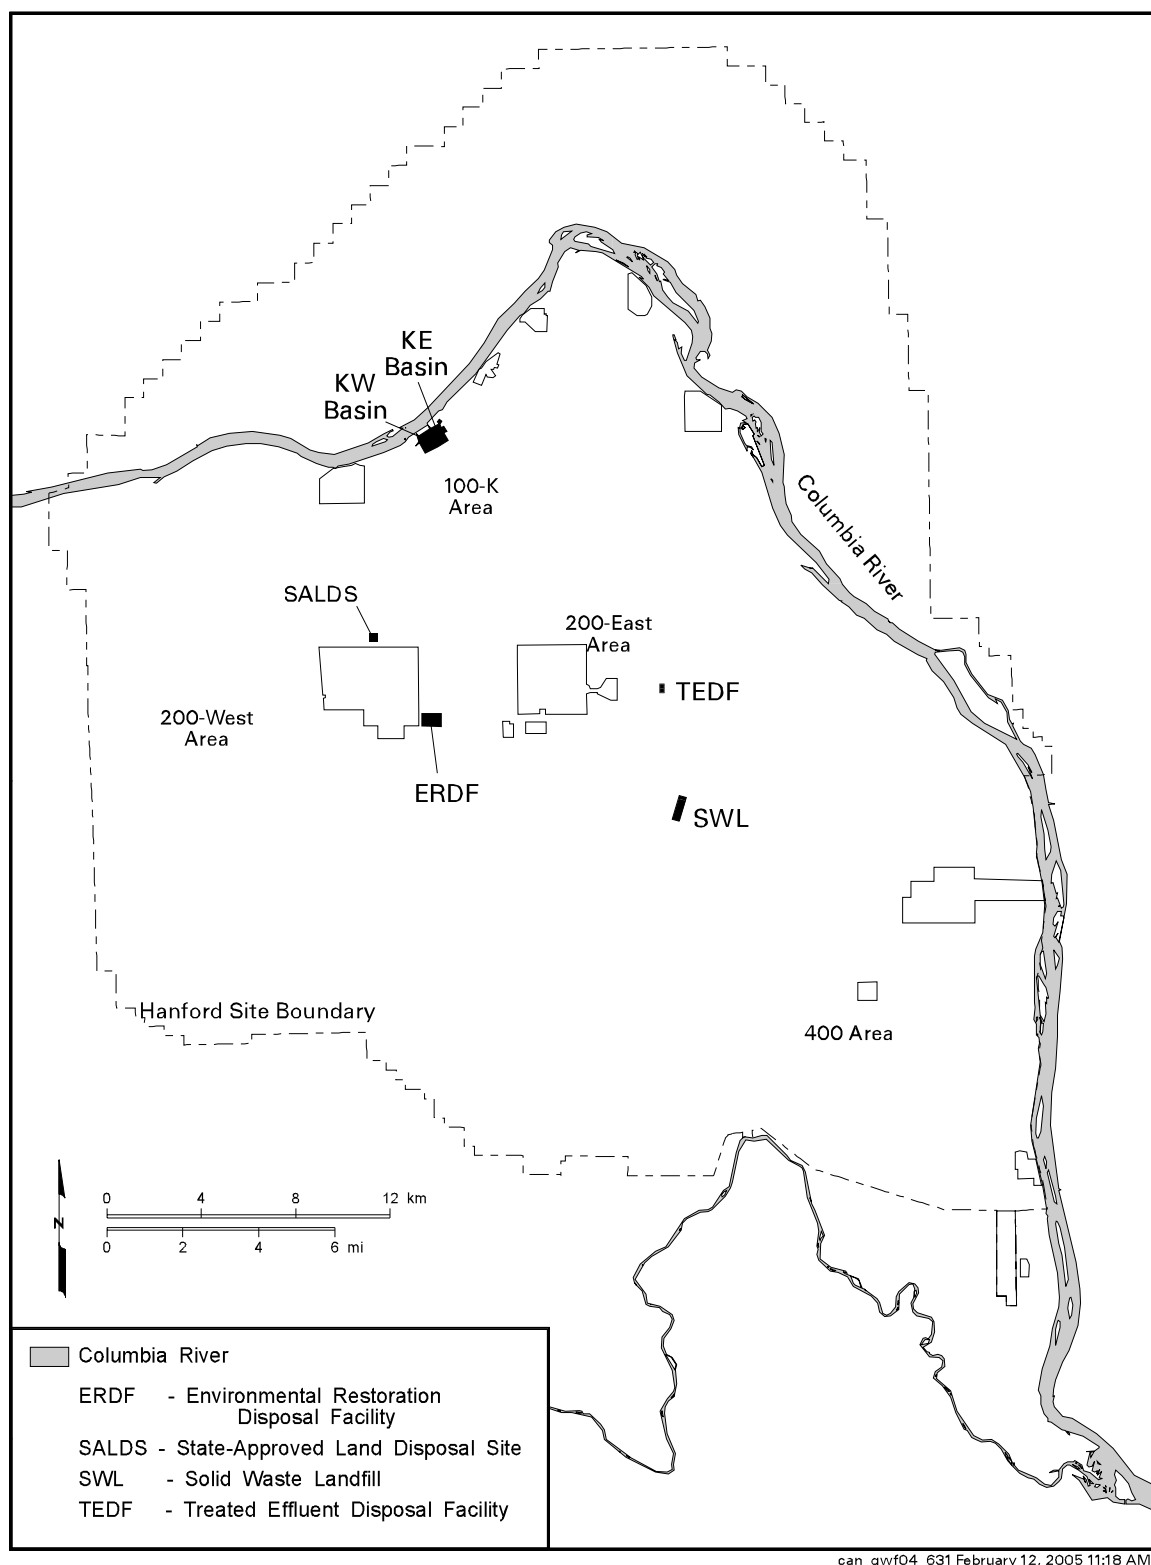 KE
Basin
KW
Basin
100-K
Area
Columbia River
SALDS
200-East
Area
TEDF
200-West
Area
ERDF
SWL
Hanford Site Boundary
400 Area
N
0 4 8 12 km
0 2 4 6 mi
Columbia River
ERDF - Environmental Restoration
Disposal Facility
SALDS - State-Approved Land Disposal Site
SWL - Solid Waste Landfill
TEDF - Treated Effluent Disposal Facility
can_gwf04_631 February 12, 2005 11:18 AM